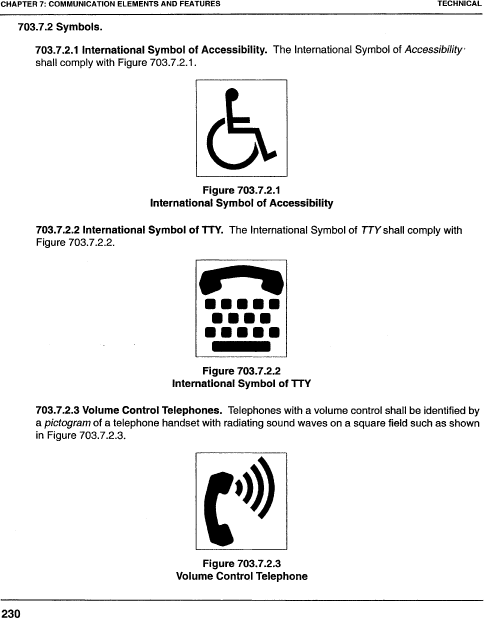 CHAPTER 7: COMMUNICATION ELEMENTS AND FEATURES TECHNICAL
703.7.2 Symbols.
703.7.2.1 International Symbol of Accessibility. The International Symbol of Accessibility
shall comply with Figure 703.7.2.1.
Figure 703.7.2.1
International Symbol of Accessibility
703.7.2.2 International Symbol of TTY. The International Symbol of TTY shall comply with
Figure 703.7.2.2.
Figure 703.7.2.2
International Symbol of TTY
703.7.2.3 Volume Control Telephones. Telephones with a volume control shall be identified by
a pictogram of a telephone handset with radiating sound waves on a square field such as shown
in Figure 703.7.2.3.
Figure 703.7.2.3
Volume Control Telephone
230